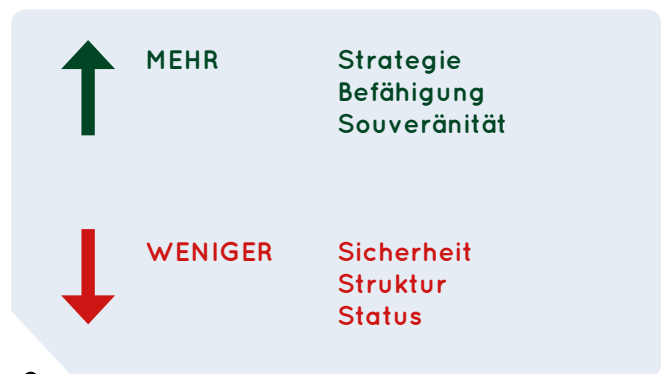 MEHR Strategie
Befähigung
Souveränität
WENIGER Sicherheit
Struktur
Status